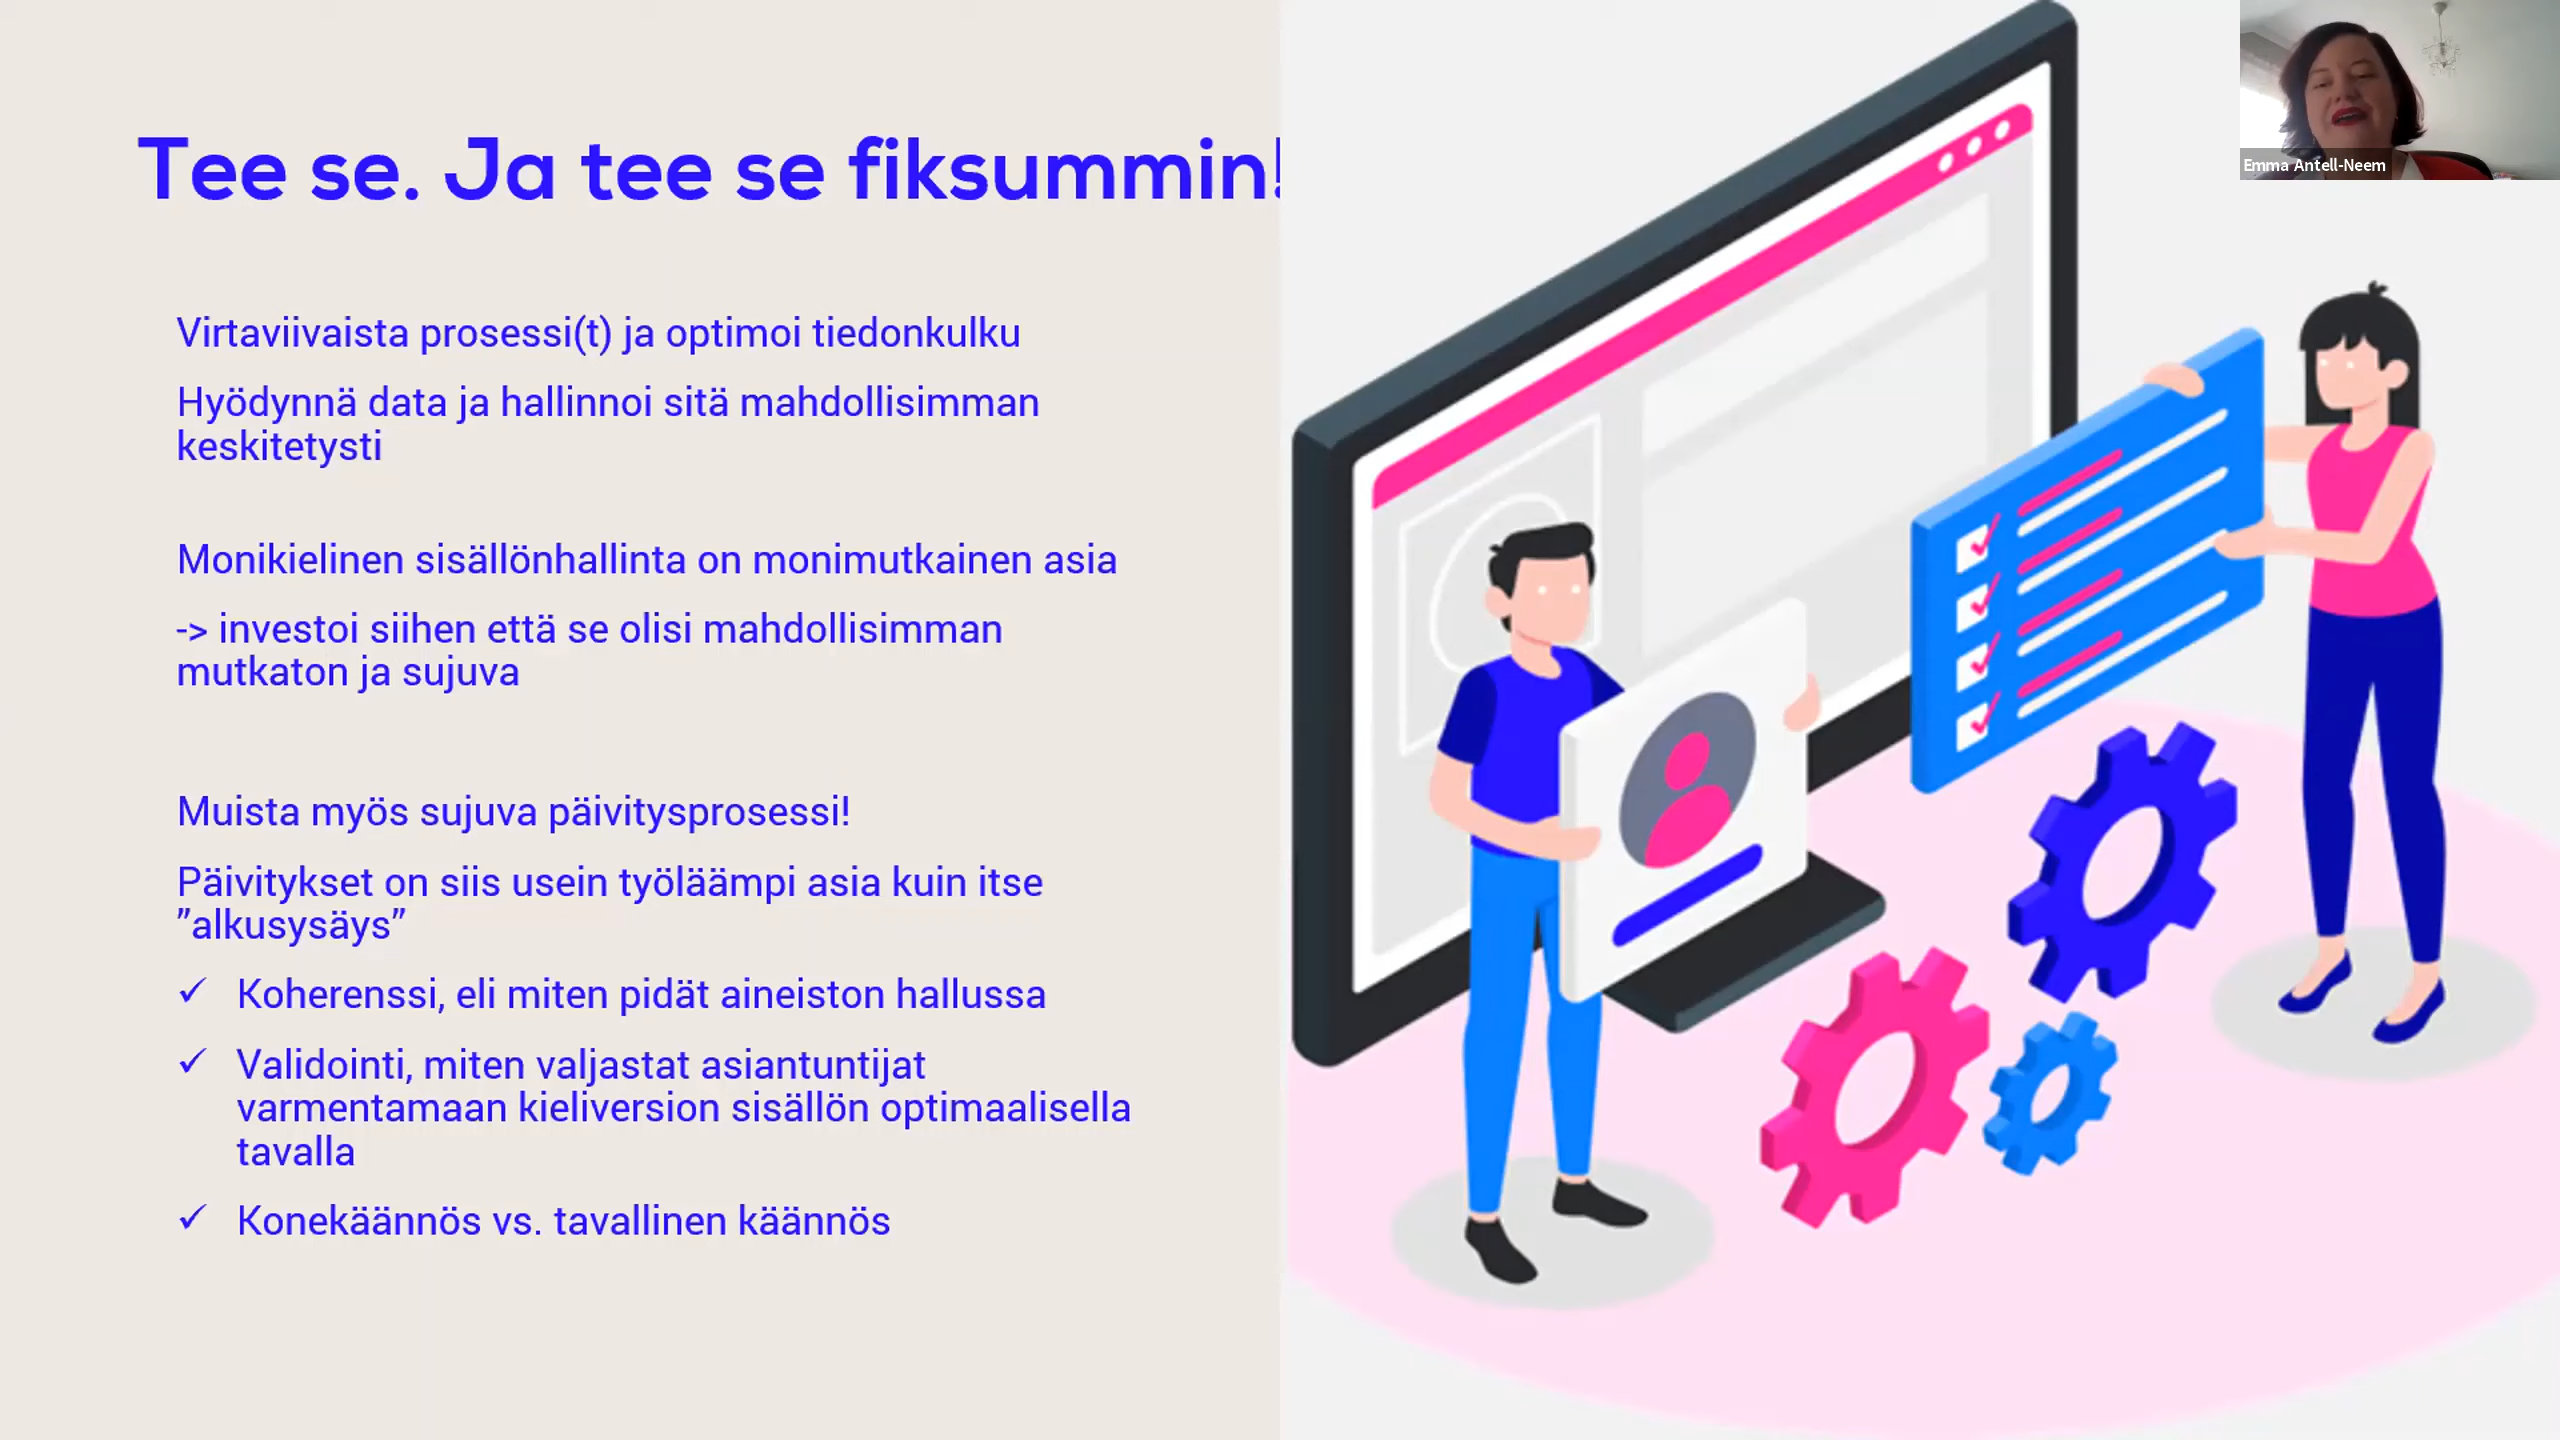 Tee se. Ja tee se fiksummin!
Virtaviivaista prosessi(t) ja optimoi tiedonkulku
Hyödynnä data ja hallinnoi sitä mahdollisimman
keskitetysti
Monikielinen sisällönhallinta on monimutkainen asia
-> investoi siihen että se olisi mahdollisimman
mutkaton ja sujuva
Muista myös sujuva päivitysprosessi!
Päivitykset on siis usein työläämpi asia kuin itse
”alkusysäys”
✓ Koherenssi, eli miten pidät aineiston hallussa
✓ Validointi, miten valjastat asiantuntijat
varmentamaan kieliversion sisällön optimaalisella
tavalla
✓ Konekäännös vs. tavallinen käännös
Emma Antell-Neem